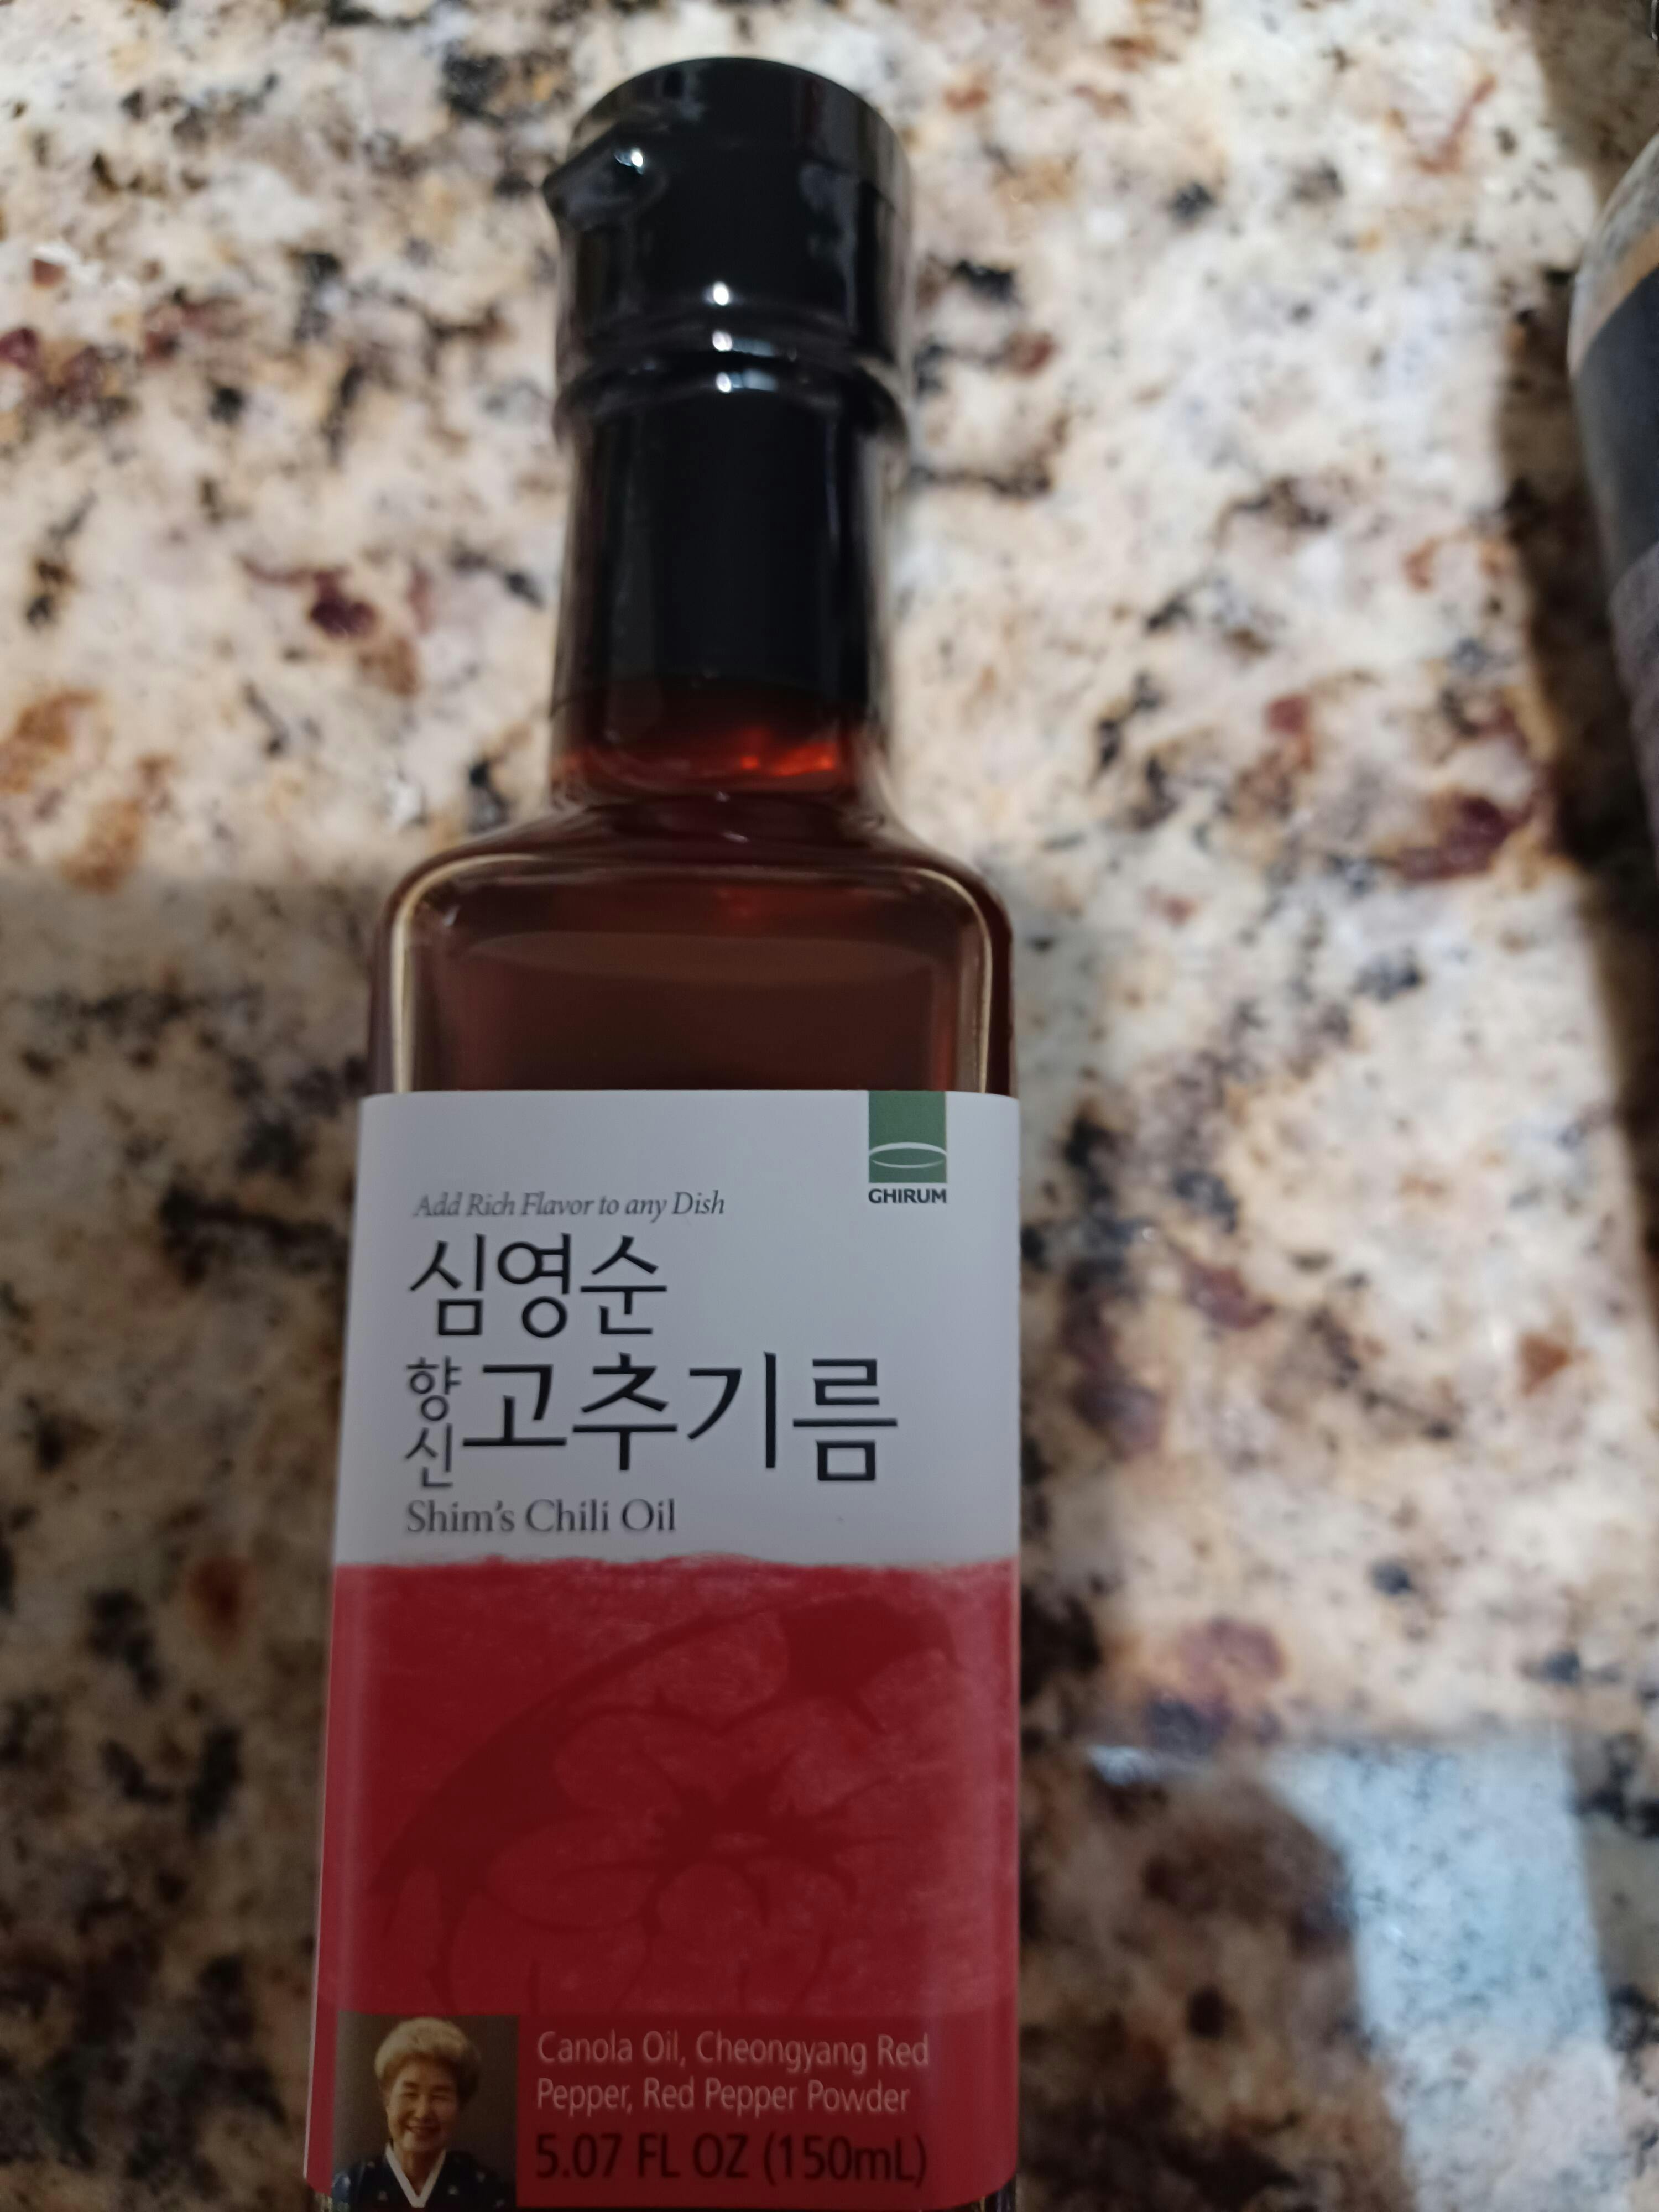 GHIRUM
Add Rich Flavor to any Dish
심영순
향신 고추기름
Shim's Chili Oil
Canola Oil, Cheongyang Red
Pepper, Red Pepper Powder
5.07 FL OZ (150mL)